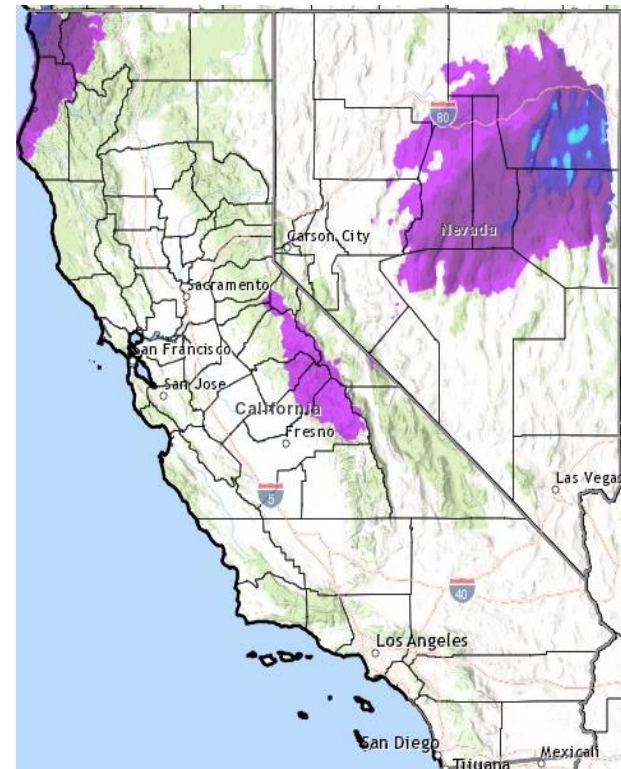 80
Nevada
Carson City
Sacramento
San Francisco
San Jose
California
Fresno
5
Las Vegas
40
Los Angeles
San Diego
Tijuana
Mexicali